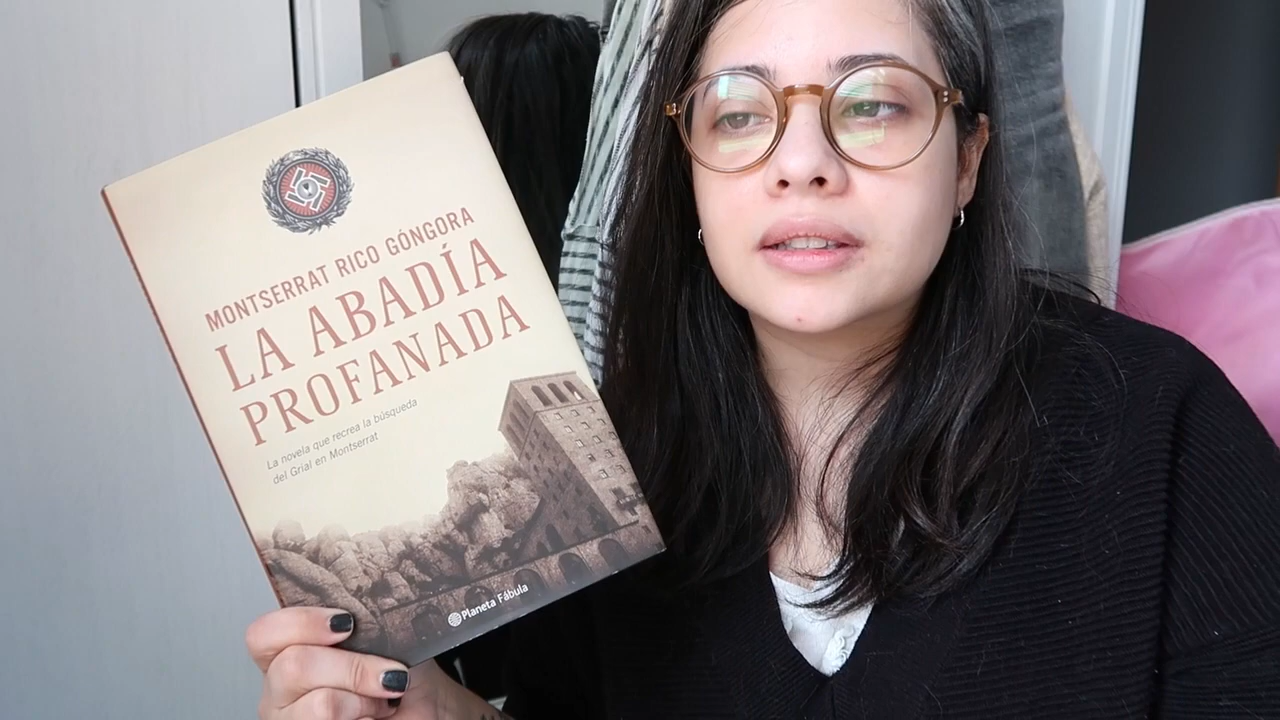 MONTSERRAT RICO GÓNGORA
LA ABADÍA
PROFANADA
La novela que recrea la búsqueda
del Grial en Montserrat
Planeta Fábula